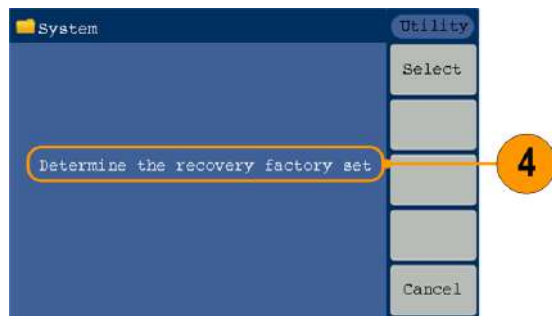 System
Utility
Select
Determine the recovery factory set
4
Cancel